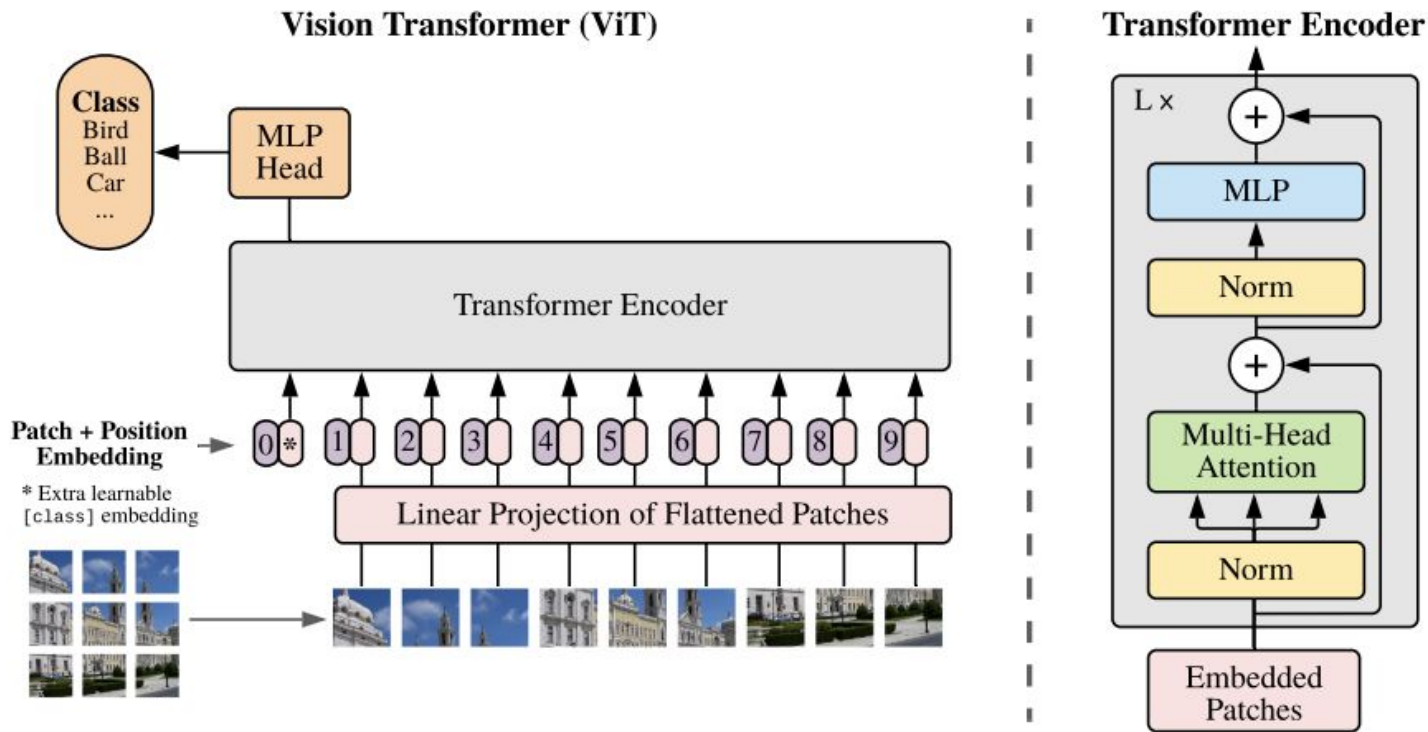 Vision Transformer (ViT)
Class
Bird
Ball
Car
...
MLP
Head
Transformer Encoder
0 * 1 2 3 4 5 6 7 8 9
Patch + Position
Embedding
* Extra learnable
[class] embedding
Linear Projection of Flattened Patches
Transformer Encoder
L ×
+
MLP
Norm
+
Multi-Head
Attention
Norm
Embedded
Patches